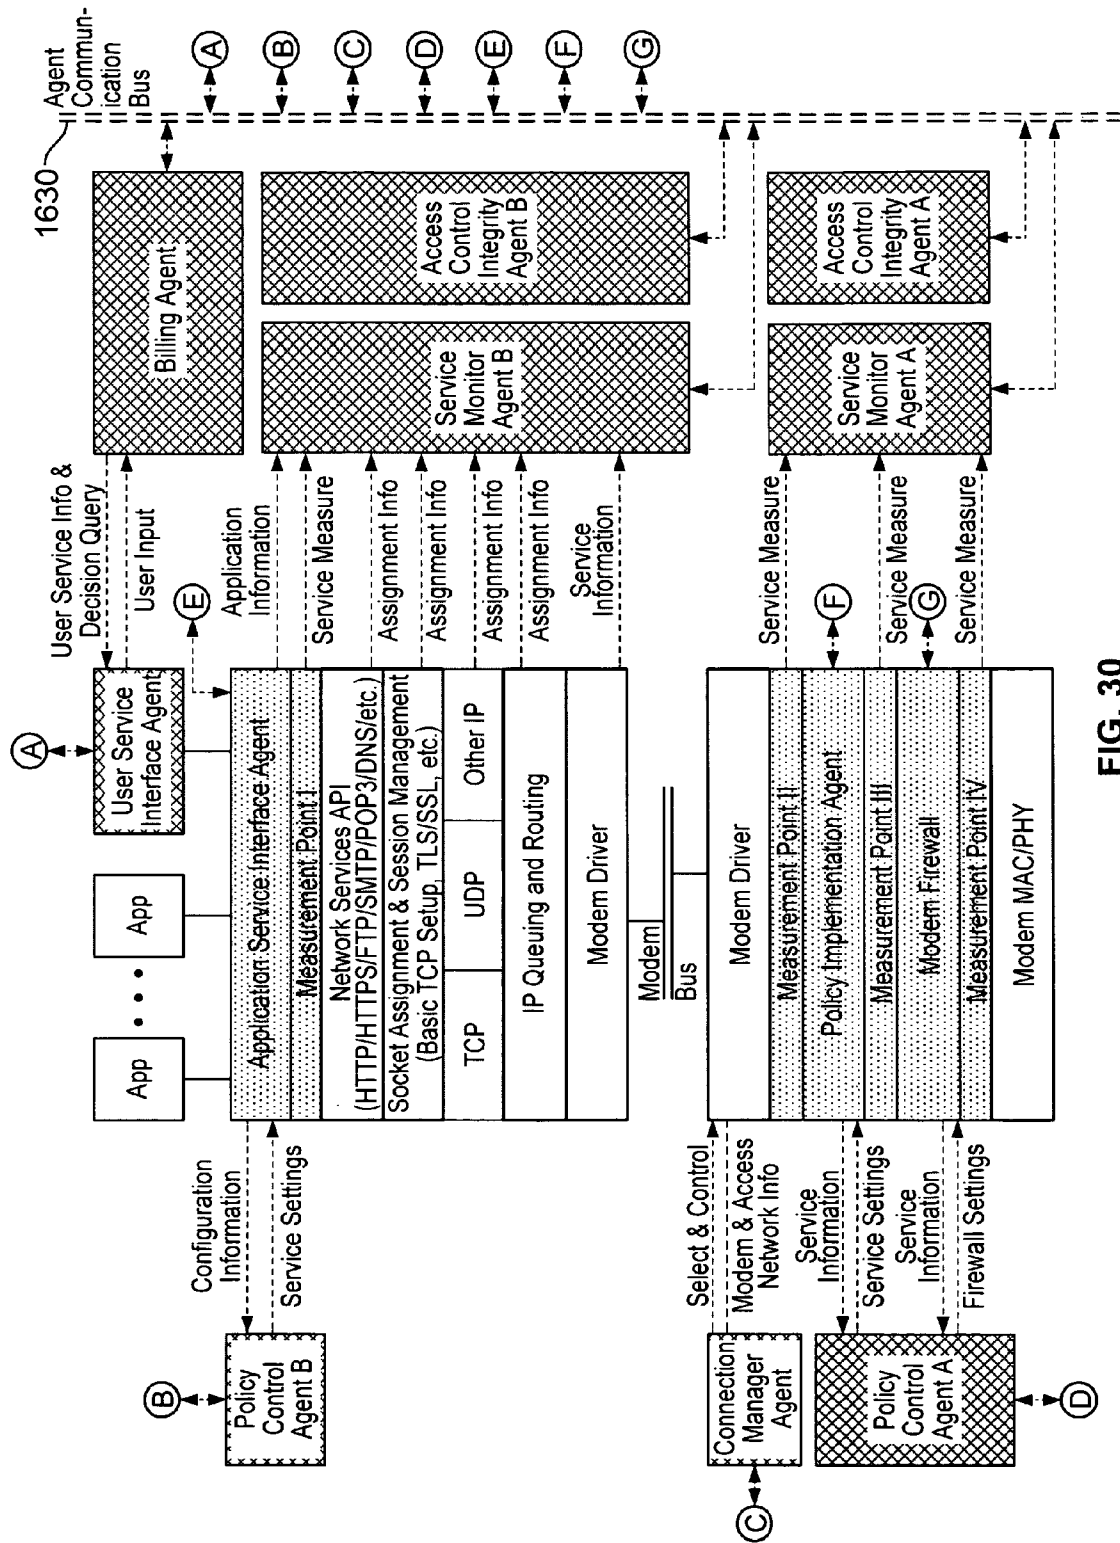 1630
Agent
Commun-
ication
Bus
A
B
C
D
E
F
G
Billing Agent
Access
Control
Integrity
Agent B
Access
Control
Integrity
Agent A
Service
Monitor
Agent B
Service
Monitor
Agent A
User Service Info &
Decision Query
User Input
E
Application
Information
Service Measure
Assignment Info
Assignment Info
Assignment Info
Assignment Info
Service
Information
Service Measure
F
Service Measure
G
Service Measure
A
User Service
Interface Agent
App
App
Application Service Interface Agent
Measurement Point I
Network Services API
(HTTP/HTTPS/FTP/SMTP/POP3/DNS/etc.)
Socket Assignment & Session Management
(Basic TCP Setup, TLS/SSL, etc.)
TCP
UDP
Other IP
IP Queuing and Routing
Modem Driver
Modem
Bus
Modem Driver
Measurement Point II
Policy Implementation Agent
Measurement Point III
Modem Firewall
Measurement Point IV
Modem MAC/PHY
Configuration
Information
Service Settings
Select & Control
Modem & Access
Network Info
Service
Information
Service Settings
Service
Information
Firewall Settings
B
Policy
Control
Agent B
Connection
Manager
Agent
C
Policy
Control
Agent A
D
FIG. 30